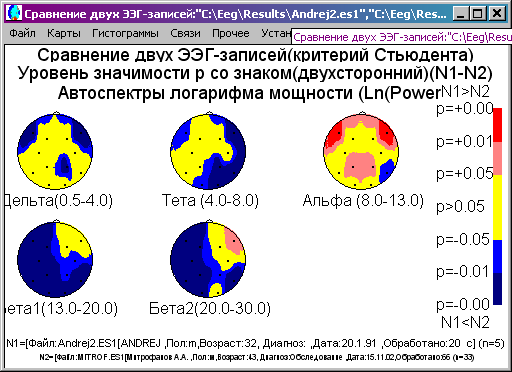 Сравнение двух ЭЭГ-записей:"C:\Eeg\Results\Andrej2.es1","C:\Eeg\Res...
Файл Карты Гистограммы Связи Прочее Устан
Сравнение двух ЭЭГ-записей:"C:\Eeg\Resu
Сравнение двух ЭЭГ-записей(критерий Стьюдента)
Уровень значимости р со знаком(двухсторонний)(N1-N2)
Автоспектры логарифма мощности (Ln(Power
N1>N2
p=+0.00
p=+0.01
p=+0.05
p>0.05
p=-0.05
p=-0.01
p=-0.00
N1<N2
Дельта(0.5-4.0) Тета (4.0-8.0) Альфа (8.0-13.0)
Бета1(13.0-20.0) Бета2(20.0-30.0)
N1=[Файл:Andrej2.ES1[ANDREJ ,Пол:m,Возраст:32, Диагноз: ,Дата:20.1.91 ,Обработано:20 с] (n=5)
N2=[Файл:MITROF.ES1[Митрофанов А.А. ,Пол:м,Возраст:43,Диагноз:Обследование ,Дата:15.11.02,Обработано:66 (n=33)